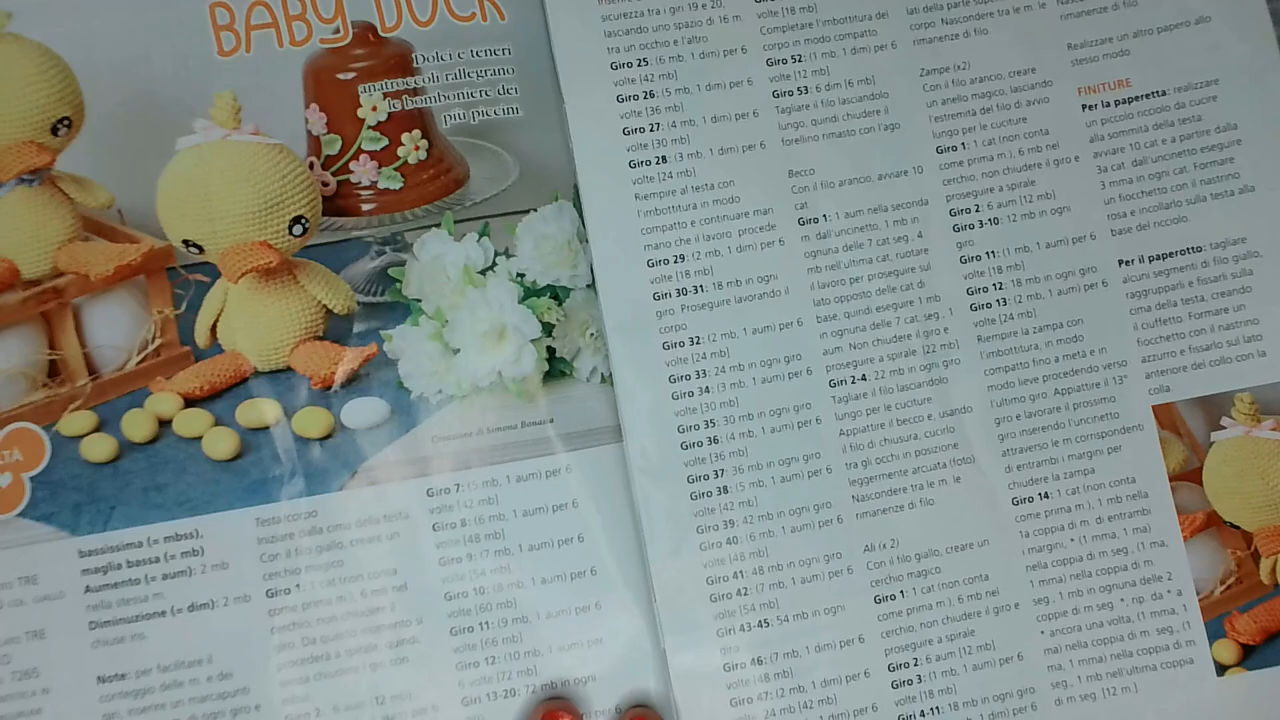 BABY DUCK
Dolci e teneri
anatroccoli rallegrano
le bomboniere dei
più piccini
Creazione di Simona Bonassa
bassissima (= mbss),
maglia bassa (= mb)
Aumento (= aum): 2 mb
nella stessa m.
Diminuzione (= dim): 2 mb
chiuse ins.
Note: per facilitare il
conteggio delle m. e dei
giri, inserire un marcapunti
Testa/corpo
Iniziare dalla cima della testa
Con il filo giallo, creare un
cerchio magico
Giro 1: 1 cat (non conta
come prima m.), 6 mb nel
cerchio, non chiudere il
giro. Da questo momento si
procederà a spirale, quindi,
senza chiudere i giri con
Giro 7: (5 mb, 1 aum) per 6
volte [42 mb]
Giro 8: (6 mb, 1 aum) per 6
volte [48 mb]
Giro 9: (7 mb, 1 aum) per 6
volte [54 mb]
Giro 10: (8 mb, 1 aum) per 6
volte [60 mb]
Giro 11: (9 mb, 1 aum) per 6
volte [66 mb]
Giro 12: (10 mb, 1 aum) per
6 volte [72 mb]
Giri 13-20: 72 mb in ogni
sicurezza tra i giri 19 e 20,
lasciando uno spazio di 16 m
tra un occhio e l'altro
Giro 25: (6 mb, 1 dim) per 6
volte [42 mb]
Giro 26: (5 mb, 1 dim) per 6
volte [36 mb]
Giro 27: (4 mb, 1 dim) per 6
volte [30 mb]
Giro 28: (3 mb, 1 dim) per 6
volte [24 mb]
Riempire al testa con
l'imbottitura in modo
compatto e continuare man
mano che il lavoro procede
Giro 29: (2 mb, 1 dim) per 6
volte [18 mb]
Giri 30-31: 18 mb in ogni
giro. Proseguire lavorando il
corpo
Giro 32: (2 mb, 1 aum) per 6
volte [24 mb]
Giro 33: 24 mb in ogni giro
Giro 34: (3 mb, 1 aum) per 6
volte [30 mb]
Giro 35: 30 mb in ogni giro
Giro 36: (4 mb, 1 aum) per 6
volte [36 mb]
Giro 37: 36 mb in ogni giro
Giro 38: (5 mb, 1 aum) per 6
volte [42 mb]
Giro 39: 42 mb in ogni giro
Giro 40: (6 mb, 1 aum) per 6
volte [48 mb]
Giro 41: 48 mb in ogni giro
Giro 42: (7 mb, 1 aum) per 6
volte [54 mb]
Giri 43-45: 54 mb in ogni
giro
Giro 46: (7 mb, 1 dim) per 6
volte [48 mb]
Giro 47: (2 mb, 1 dim) per 6
volte [18 mb]
Completare l'imbottitura del
corpo in modo compatto
Giro 52: (1 mb, 1 dim) per 6
volte [12 mb]
Giro 53: 6 dim [6 mb]
Tagliare il filo lasciandolo
lungo, quindi chiudere il
forellino rimasto con l'ago
Becco
Con il filo arancio, avviare 10
cat
Giro 1: 1 aum nella seconda
m. dall'uncinetto, 1 mb in
ognuna delle 7 cat seg., 4
mb nell'ultima cat, ruotare
il lavoro per proseguire sul
lato opposto delle cat di
base, quindi eseguire 1 mb
in ognuna delle 7 cat. seg., 1
aum. Non chiudere il giro e
proseguire a spirale. [22 mb]
Giri 2-4: 22 mb in ogni giro
Tagliare il filo lasciandolo
lungo per le cuciture
Appiattire il becco e, usando
il filo di chiusura, cucirlo
tra gli occhi in posizione
leggermente arcuata (foto)
Nascondere tra le m. le
rimanenze di filo
Ali (x 2)
Con il filo giallo, creare un
cerchio magico
Giro 1: 1 cat (non conta
come prima m.), 6 mb nel
cerchio, non chiudere il giro e
proseguire a spirale
Giro 2: 6 aum [12 mb]
Giro 3: (1 mb, 1 aum) per 6
volte [18 mb]
Giri 4-11: 18 mb in ogni giro
corpo Nascondere tra le m. le
rimanenze di filo
Zampe (x2)
Con il filo arancio, creare
un anello magico, lasciando
l'estremità del filo di avvio
lungo per le cuciture
Giro 1: 1 cat (non conta
come prima m.), 6 mb nel
cerchio, non chiudere il giro e
proseguire a spirale
Giro 2: 6 aum [12 mb]
Giro 3-10: 12 mb in ogni
giro
Giro 11: (1 mb, 1 aum) per 6
volte [18 mb]
Giro 12: 18 mb in ogni giro
Giro 13: (2 mb, 1 aum) per 6
volte [24 mb]
Riempire la zampa con
l'imbottitura, in modo
compatto fino a metà e in
modo lieve procedendo verso
l'ultimo giro. Appiattire il 13°
giro e lavorare il prossimo
giro inserendo l'uncinetto
attraverso le m corrispondenti
di entrambi i margini per
chiudere la zampa
Giro 14: 1 cat (non conta
come prima m.), 1 mb nella
1a coppia di m. di entrambi
i margini, * (1 mma, 1 ma)
nella coppia di m seg., (1 ma,
1 mma) nella coppia di m.
seg., 1 mb in ognuna delle 2
coppie di m seg. *, rip. da * a
* ancora una volta, (1 mma, 1
ma) nella coppia di m. seg., (1
ma, 1 mma) nella coppia di m
seg., 1 mb nell'ultima coppia
di m seg. [12 m.]
rimanenze di filo
Realizzare un altro papero allo
stesso modo
FINITURE
Per la paperetta: realizzare
un piccolo ricciolo da cucire
alla sommità della testa:
avviare 10 cat e a partire dalla
3a cat. dall'uncinetto eseguire
3 mma in ogni cat. Formare
un fiocchetto con il nastrino
rosa e incollarlo sulla testa alla
base del ricciolo.
Per il paperotto: tagliare
alcuni segmenti di filo giallo,
raggrupparli e fissarli sulla
cima della testa, creando
il ciuffetto. Formare un
fiocchetto con il nastrino
azzurro e fissarlo sul lato
anteriore del collo con la
colla.